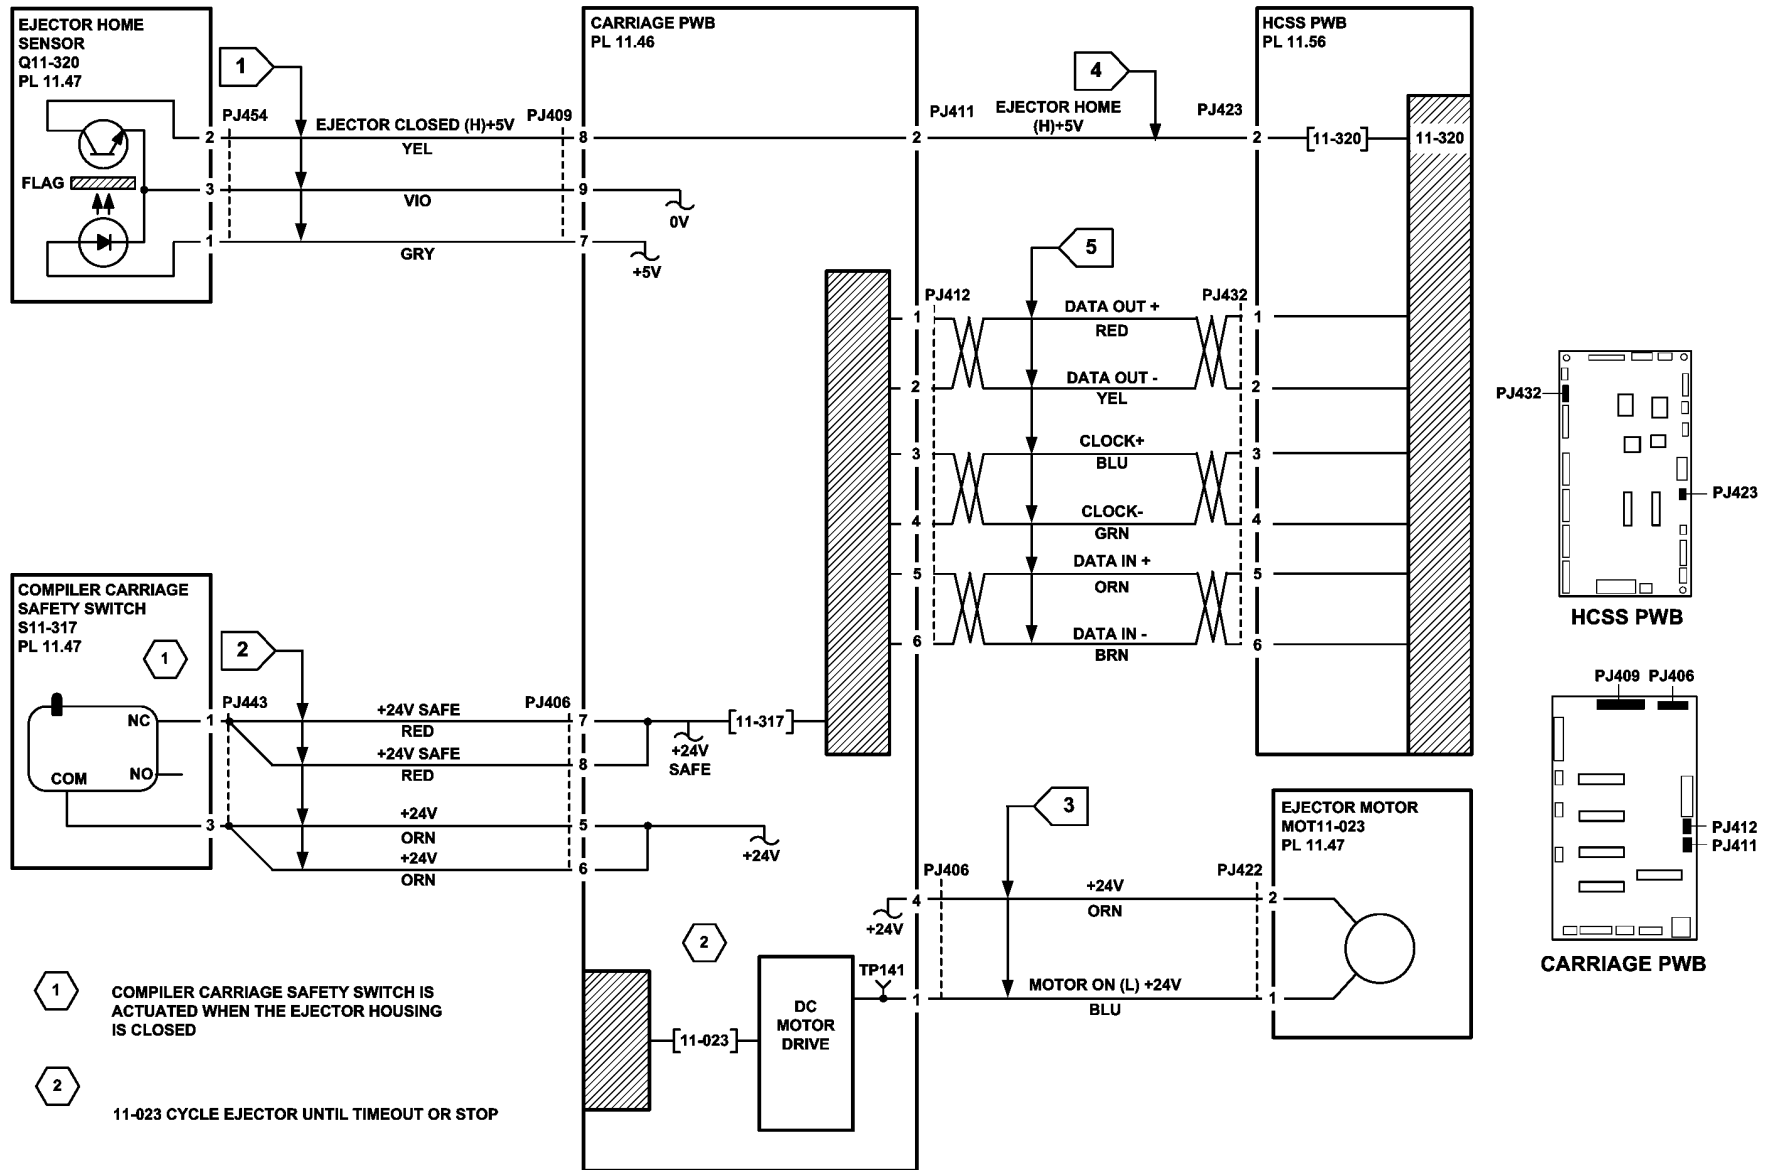 EJECTOR HOME
SENSOR
Q11-320
PL 11.47
1
CARRIAGE PWB
PL 11.46
4
HCSS PWB
PL 11.56
PJ454
PJ409
PJ411
EJECTOR HOME
(H)+5V
PJ423
2
EJECTOR CLOSED (H)+5V
YEL
8
2
2
11-320
11-320
FLAG
3
VIO
9
0V
1
GRY
7
+5V
5
PJ412
PJ432
1
DATA OUT +
RED
1
2
DATA OUT -
YEL
2
3
CLOCK+
BLU
3
4
CLOCK-
GRN
4
5
DATA IN +
ORN
5
6
DATA IN -
BRN
6
PJ432
PJ423
HCSS PWB
COMPILER CARRIAGE
SAFETY SWITCH
S11-317
PL 11.47
1
2
PJ443
PJ406
NC
1
+24V SAFE
RED
7
+24V SAFE
RED
8
+24V
SAFE
11-317
COM
NO
3
+24V
ORN
5
+24V
ORN
6
+24V
3
EJECTOR MOTOR
MOT11-023
PL 11.47
PJ406
PJ422
4
+24V
+24V
ORN
2
2
TP141
1
MOTOR ON (L) +24V
BLU
1
11-023
DC
MOTOR
DRIVE
PJ409 PJ406
PJ412
PJ411
CARRIAGE PWB
1
COMPILER CARRIAGE SAFETY SWITCH IS
ACTUATED WHEN THE EJECTOR HOUSING
IS CLOSED
2
11-023 CYCLE EJECTOR UNTIL TIMEOUT OR STOP